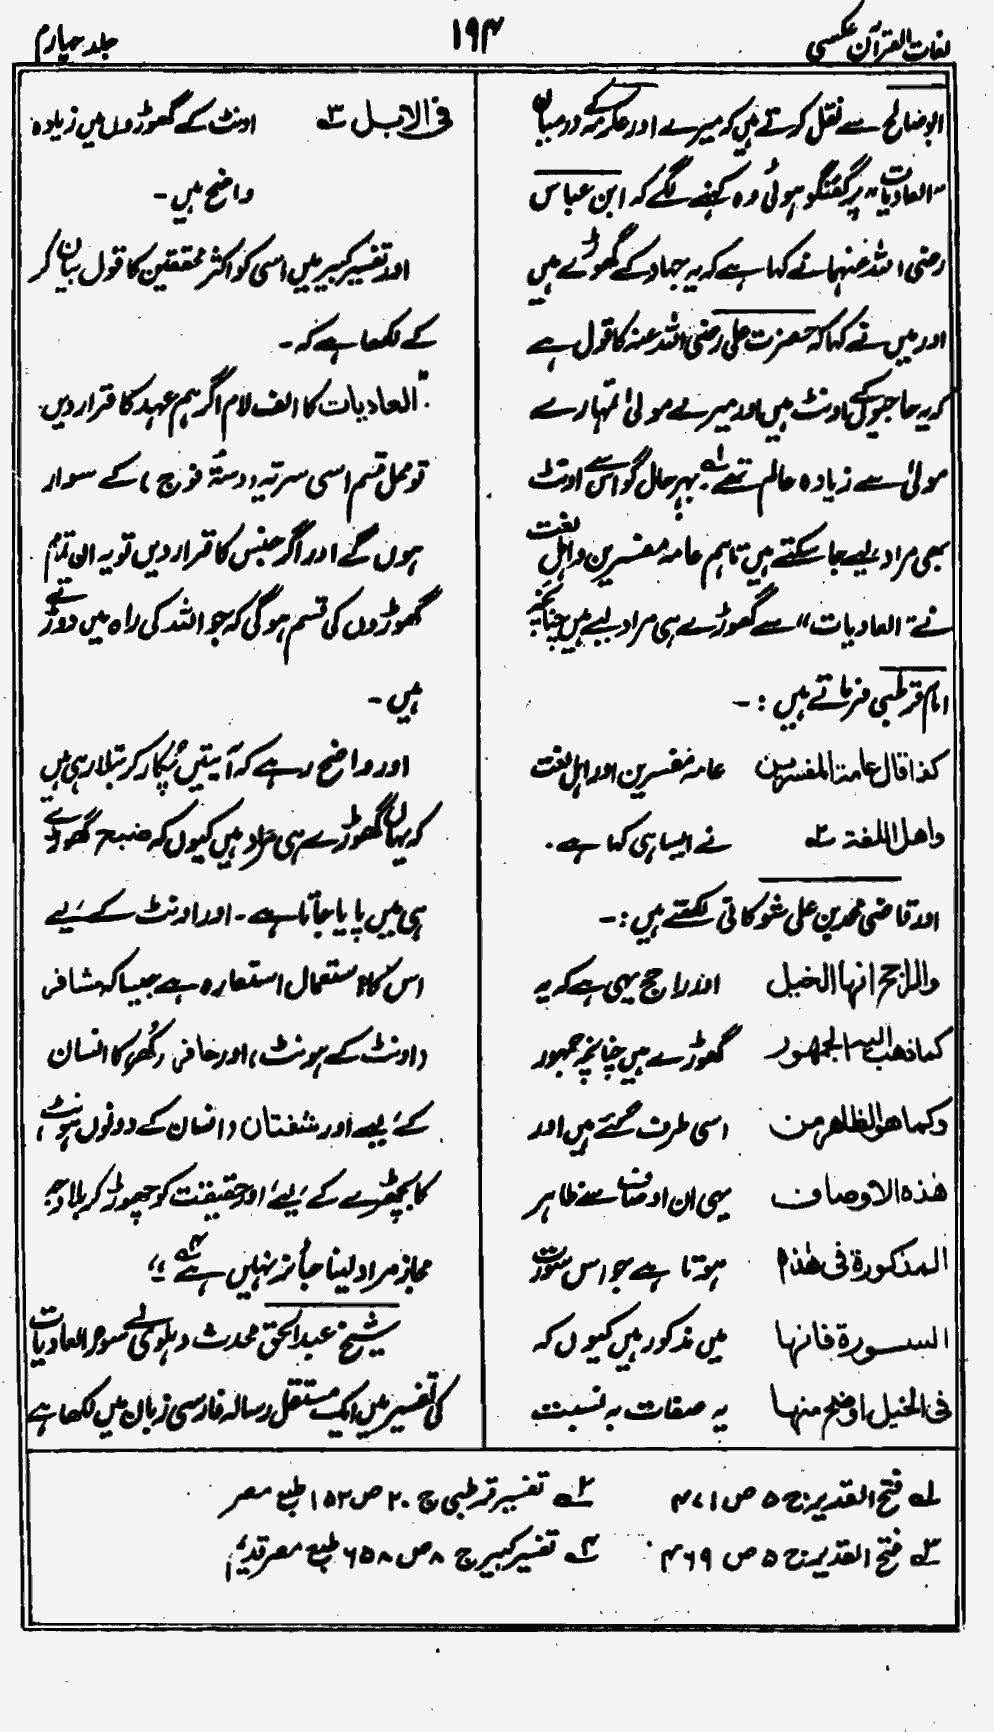 لغات القرآن عکسی
۱۹۴
جلد چہارم
ابوصالح سے نقل کرتے ہیں کہ میرے اور عکرمہ کے درمیان
"العادیات" پر گفتگو ہوئی وہ کہنے لگے کہ ابن عباس
رضی اللہ عنہما نے کہا ہے کہ یہ جہاد کے گھوڑے ہیں
اور میں نے کہا کہ حضرت علی رضی اللہ عنہ کا قول ہے
کہ یہ حاجیوں کے اونٹ ہیں اور میرے مولیٰ تمہارے
مولیٰ سے زیادہ عالم تھے لہ بہرحال گو اس سے اونٹ
بھی مراد لیے جا سکتے ہیں تاہم عامہ مفسرین و اہل لغت
نے "العادیات" سے گھوڑے ہی مراد لیے ہیں چنانچہ
امام قرطبی فرماتے ہیں :-
کذا قال عامۃ المفسرین عامہ مفسرین اور اہل لغت
واھل اللغۃ ۲ہ نے ایسا ہی کہا ہے۔
اور قاضی محمد بن علی شوکانی لکھتے ہیں :-
والراجح انہا الخیل اور راجح یہی ہے کہ یہ
کما ذھب الیہ الجمھور گھوڑے ہیں چنانچہ جمہور
وکما ھو الظاھر من اسی طرف گئے ہیں اور
ھذہ الاوصاف یہی ان اوصاف سے ظاہر
المذکورۃ فی ھذہ ہوتا ہے جو اس سورت
السورۃ فانہا میں مذکور ہیں کیوں کہ
فی الخیل اوضح منہا یہ صفات بہ نسبت
فی الابل ۳ہ اونٹ کے گھوڑوں میں زیادہ
واضح ہیں۔
اور تفسیر کبیر میں اسی کو اکثر محققین کا قول بیان کر
کے لکھا ہے کہ۔
"العادیات کا الف لام اگر ہم عہد کا قرار دیں
تو محل قسم اسی سرتہ (دستۂ فوج) کے سوار
ہوں گے اور اگر جنس کا قرار دیں تو یہ ان تمام
گھوڑوں کی قسم ہوگی کہ جو اللہ کی راہ میں دوڑتے
ہیں۔
اور واضح رہے کہ آیتیں پکار کر بتلا رہی ہیں
کہ یہاں گھوڑے ہی مراد ہیں کیوں کہ ضبح گھوڑے
ہی میں پایا جاتا ہے۔ اور اونٹ کے لیے
اس کا استعمال استعارہ ہے جیسا کہ مشافر
(اونٹ کے ہونٹ)، اور حافر (کھر) کا انسان
کے لیے اور شفتان (انسان کے دونوں ہونٹ)
کا بچھڑے کے لیے، اور حقیقت کو چھوڑ کر بلا وجہ
مجاز مراد لینا جائز نہیں ہے ۴ہ"
شیخ عبدالحق محدث دہلوی نے سورہ العادیات
کی تفسیر میں ایک مستقل رسالہ فارسی زبان میں لکھا ہے
۱ہ فتح القدیر ج ۵ ص ۴۷۱ ۲ہ تفسیر قرطبی ج ۲۰ ص ۱۵۲ طبع مصر
۳ہ فتح القدیر ج ۵ ص ۴۶۹ ۴ہ تفسیر کبیر ج ۸ ص ۶۵۸ طبع مصر قدیم